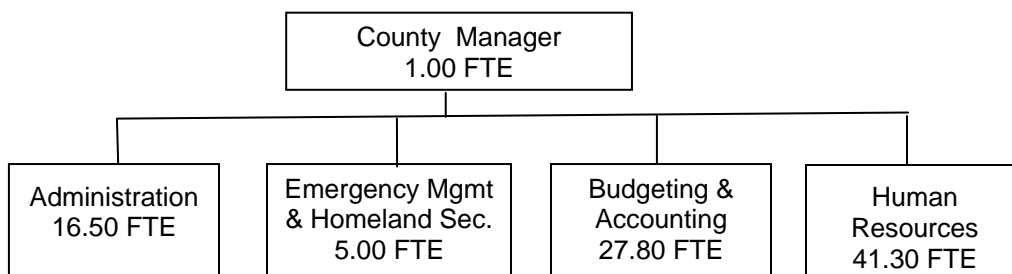 County Manager
1.00 FTE
Administration
16.50 FTE
Emergency Mgmt
& Homeland Sec.
5.00 FTE
Budgeting &
Accounting
27.80 FTE
Human
Resources
41.30 FTE